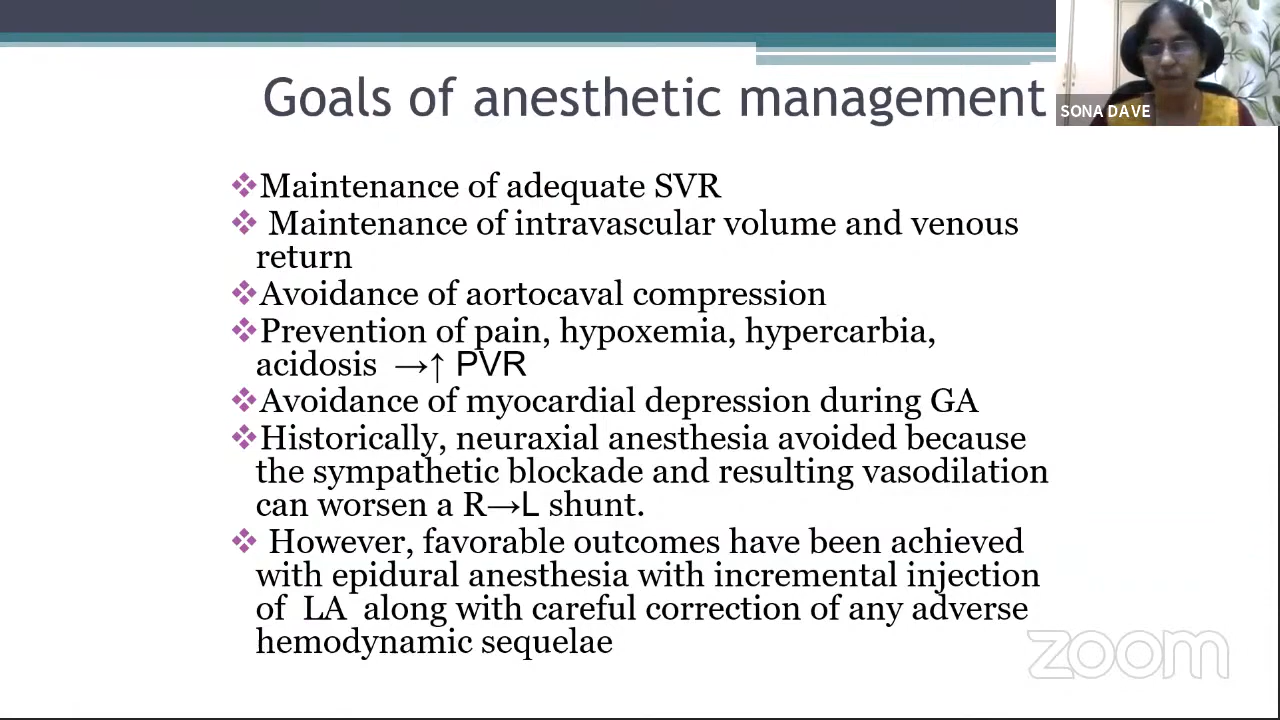 Goals of anesthetic management
SONA DAVE
❖Maintenance of adequate SVR
❖ Maintenance of intravascular volume and venous
return
❖Avoidance of aortocaval compression
❖Prevention of pain, hypoxemia, hypercarbia,
acidosis →↑ PVR
❖Avoidance of myocardial depression during GA
❖Historically, neuraxial anesthesia avoided because
the sympathetic blockade and resulting vasodilation
can worsen a R→L shunt.
❖ However, favorable outcomes have been achieved
with epidural anesthesia with incremental injection
of LA along with careful correction of any adverse
hemodynamic sequelae
zoom